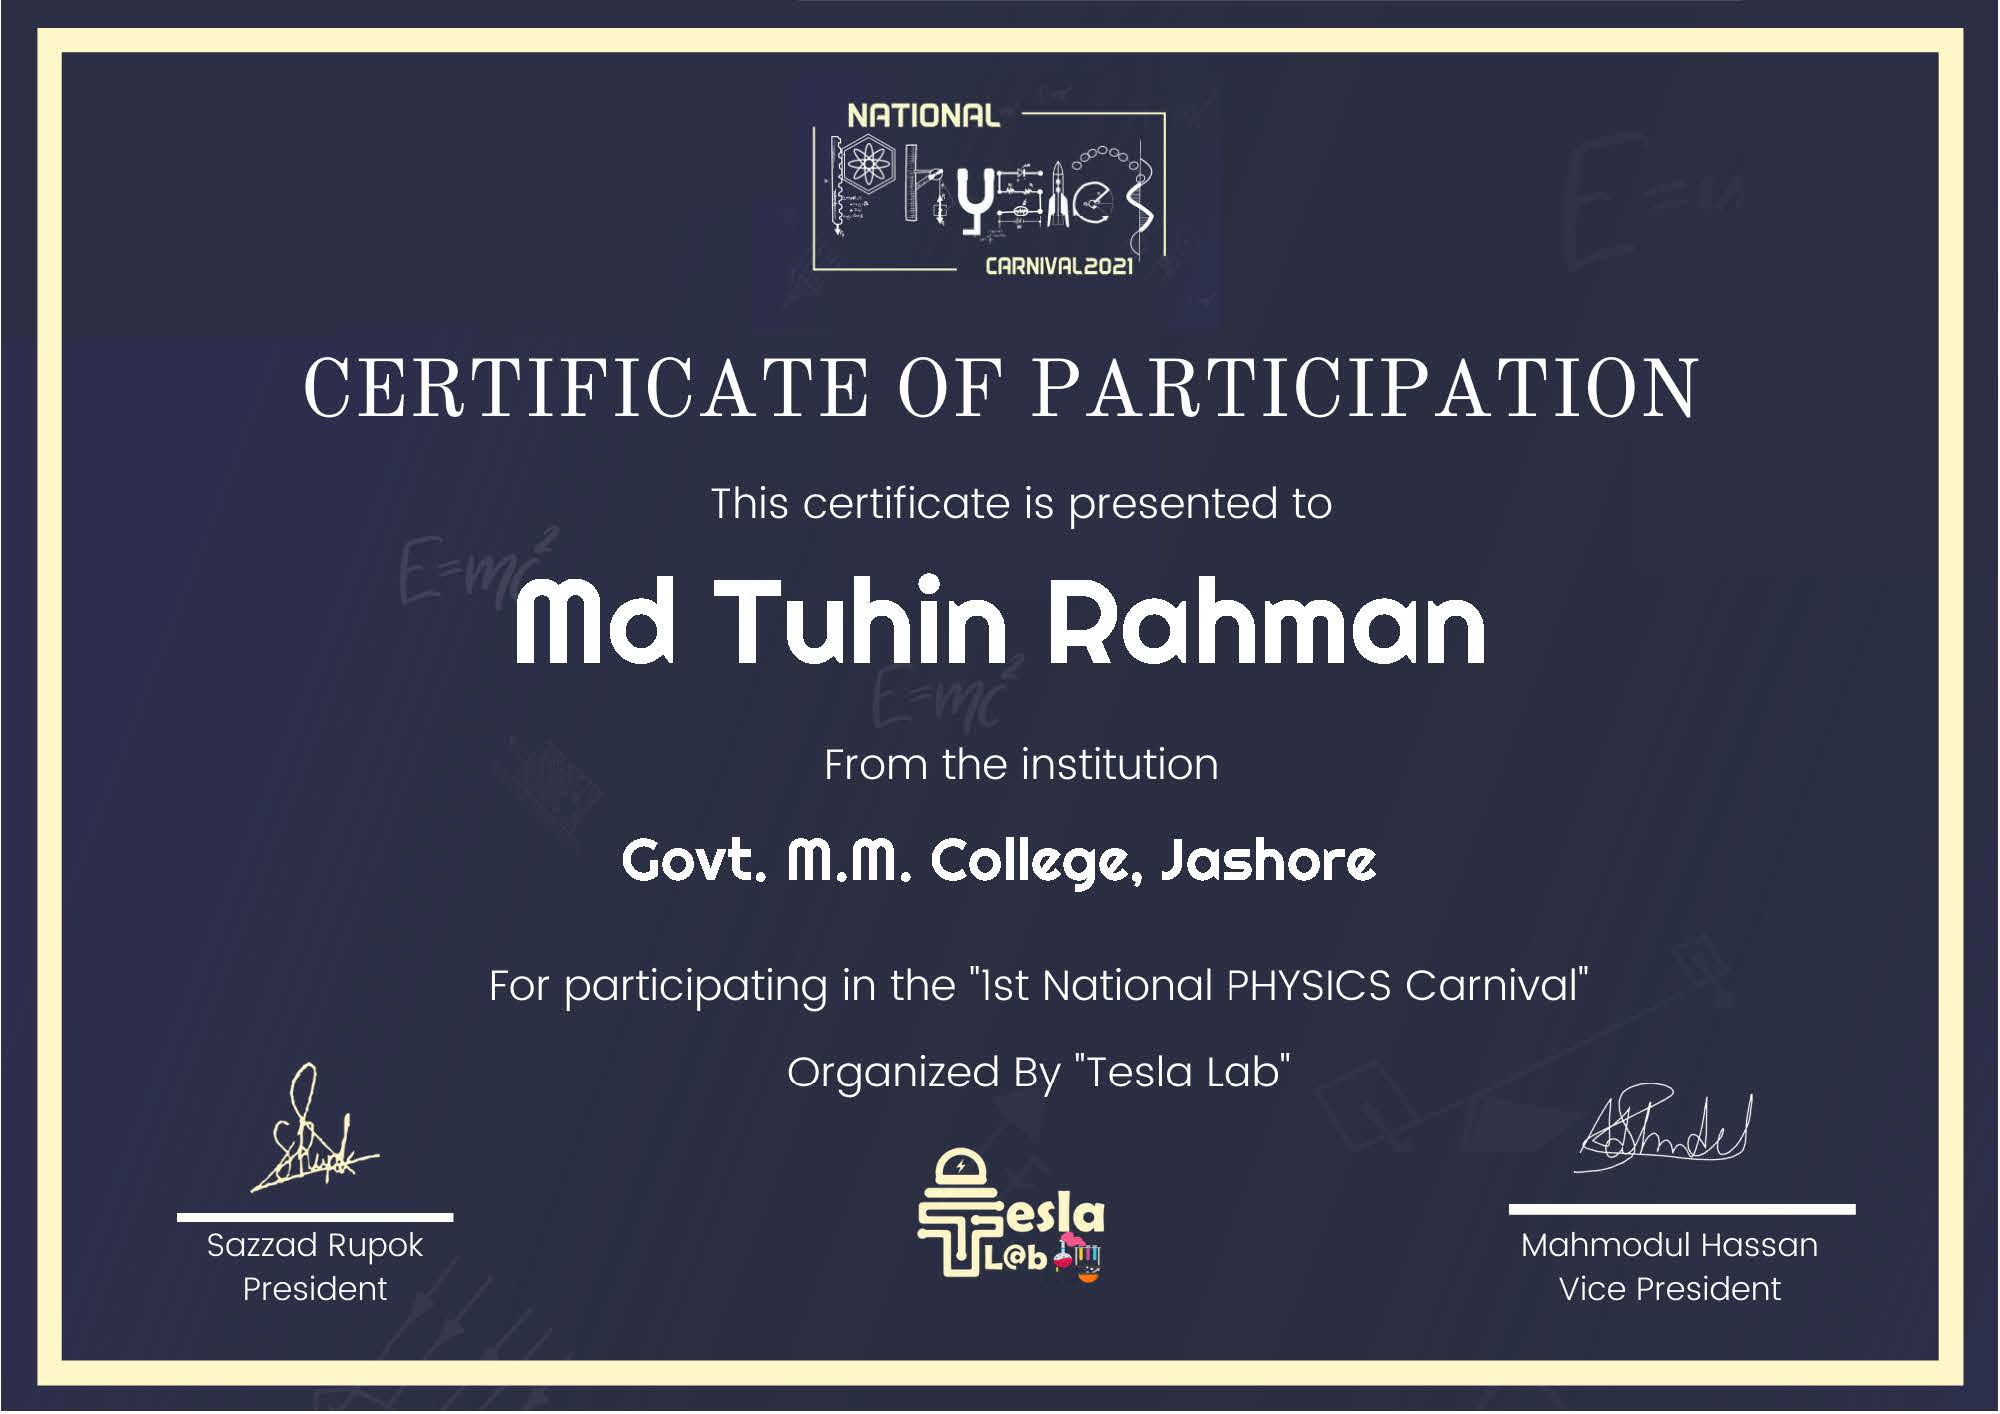 NATIONAL
Physics
CARNIVAL2021
CERTIFICATE OF PARTICIPATION
This certificate is presented to
E=mc²
Md Tuhin Rahman
E=mc²
From the institution
Govt. M.M. College, Jashore
For participating in the "1st National PHYSICS Carnival"
Organized By "Tesla Lab"
Tesla
L@b
Sazzad Rupok
President
Mahmodul Hassan
Vice President